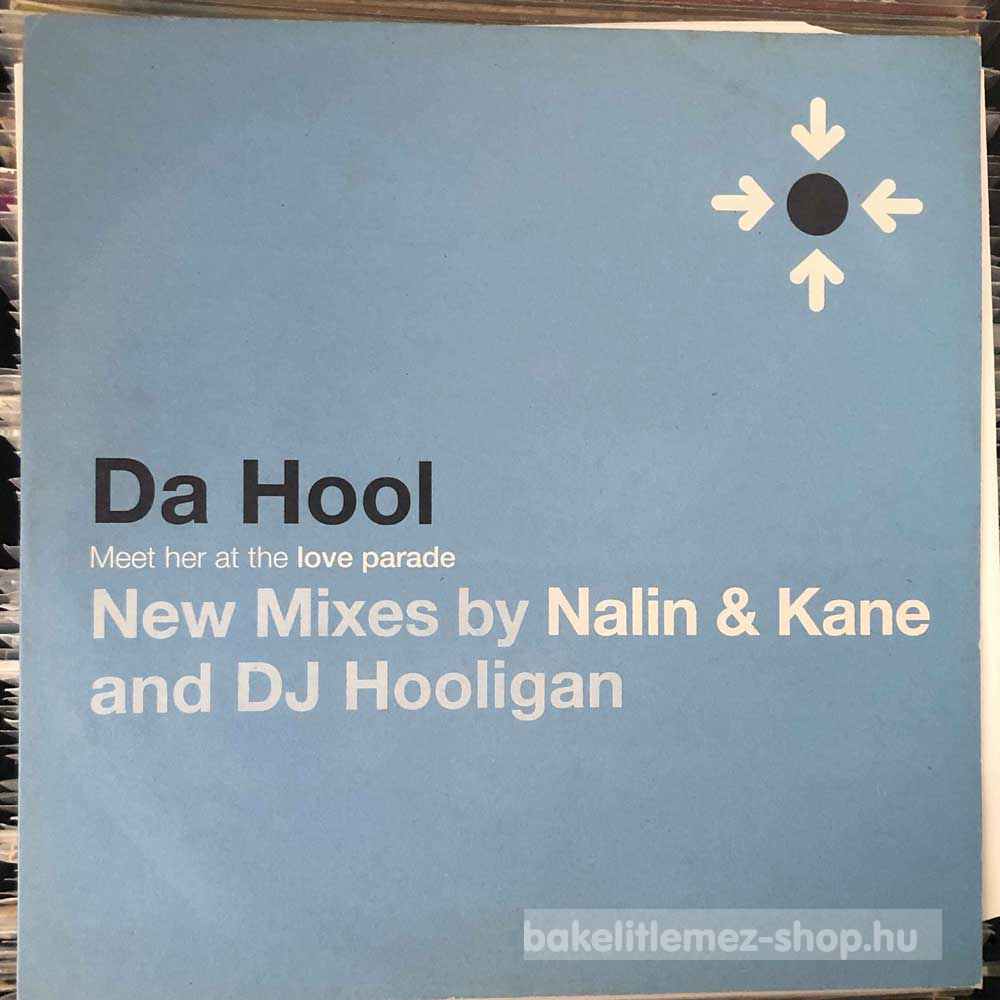 Da Hool
Meet her at the love parade
New Mixes by Nalin & Kane
and DJ Hooligan
bakelitlemez-shop.hu